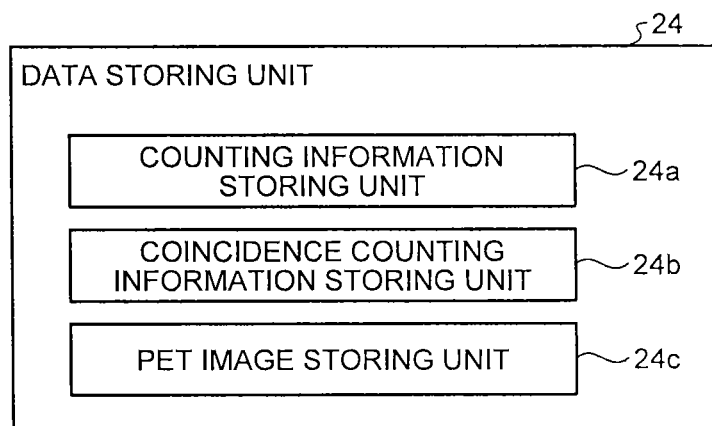 24
DATA STORING UNIT
COUNTING INFORMATION
STORING UNIT
24a
COINCIDENCE COUNTING
INFORMATION STORING UNIT
24b
PET IMAGE STORING UNIT
24c